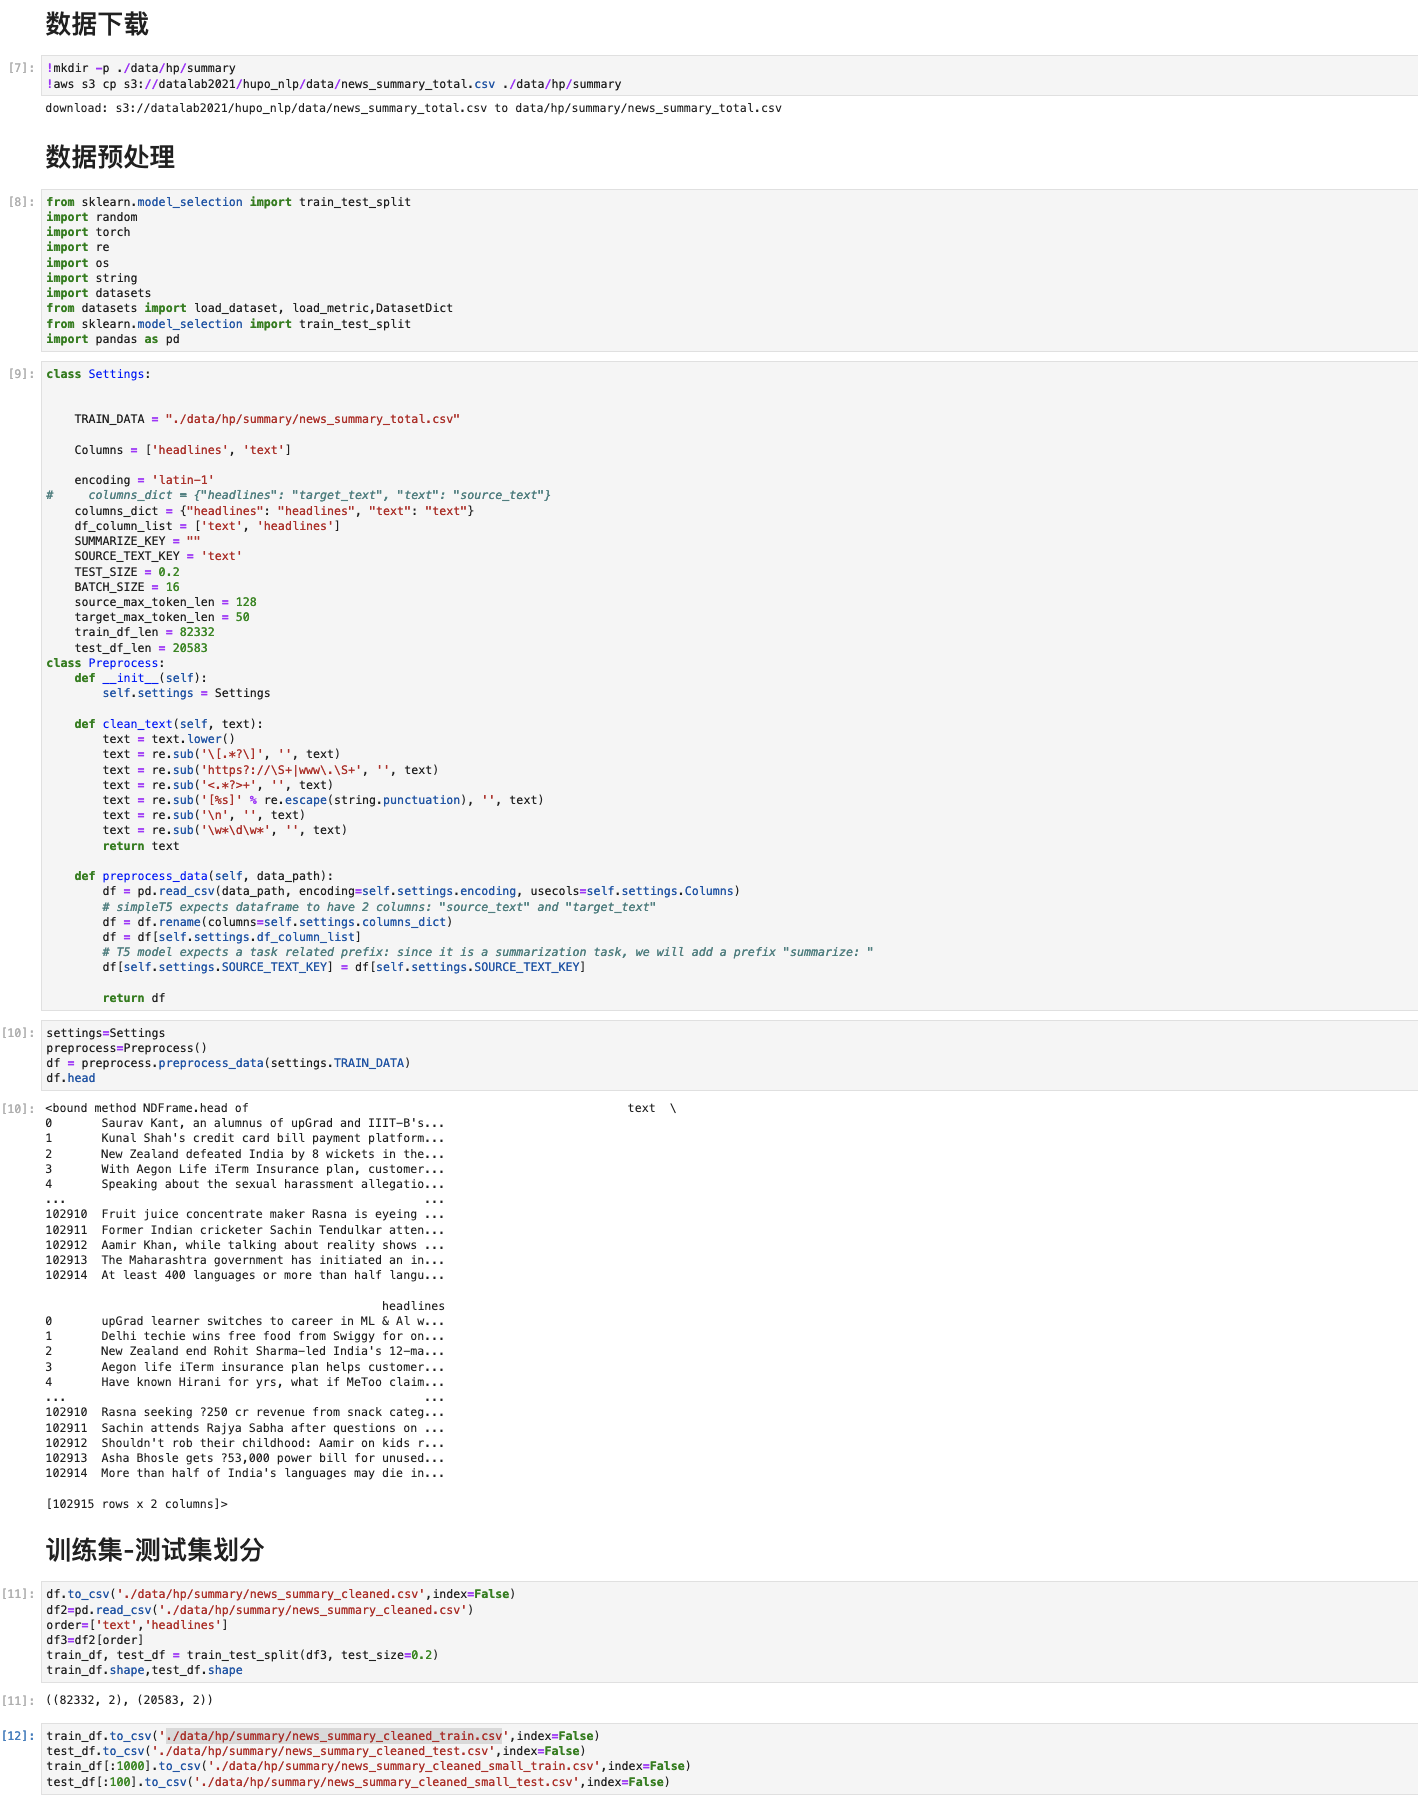 数据下载
[7]: !mkdir -p ./data/hp/summary
!aws s3 cp s3://datalab2021/hupo_nlp/data/news_summary_total.csv ./data/hp/summary
download: s3://datalab2021/hupo_nlp/data/news_summary_total.csv to data/hp/summary/news_summary_total.csv
数据预处理
[8]: from sklearn.model_selection import train_test_split
import random
import torch
import re
import os
import string
import datasets
from datasets import load_dataset, load_metric,DatasetDict
from sklearn.model_selection import train_test_split
import pandas as pd
[9]: class Settings:
TRAIN_DATA = "./data/hp/summary/news_summary_total.csv"
Columns = ['headlines', 'text']
encoding = 'latin-1'
#     columns_dict = {"headlines": "target_text", "text": "source_text"}
columns_dict = {"headlines": "headlines", "text": "text"}
df_column_list = ['text', 'headlines']
SUMMARIZE_KEY = ""
SOURCE_TEXT_KEY = 'text'
TEST_SIZE = 0.2
BATCH_SIZE = 16
source_max_token_len = 128
target_max_token_len = 50
train_df_len = 82332
test_df_len = 20583
class Preprocess:
def __init__(self):
self.settings = Settings
def clean_text(self, text):
text = text.lower()
text = re.sub('\[.*?\]', '', text)
text = re.sub('https?://\S+|www\.\S+', '', text)
text = re.sub('<.*?>+', '', text)
text = re.sub('[%s]' % re.escape(string.punctuation), '', text)
text = re.sub('\n', '', text)
text = re.sub('\w*\d\w*', '', text)
return text
def preprocess_data(self, data_path):
df = pd.read_csv(data_path, encoding=self.settings.encoding, usecols=self.settings.Columns)
# simpleT5 expects dataframe to have 2 columns: "source_text" and "target_text"
df = df.rename(columns=self.settings.columns_dict)
df = df[self.settings.df_column_list]
# T5 model expects a task related prefix: since it is a summarization task, we will add a prefix "summarize: "
df[self.settings.SOURCE_TEXT_KEY] = df[self.settings.SOURCE_TEXT_KEY]
return df
[10]: settings=Settings
preprocess=Preprocess()
df = preprocess.preprocess_data(settings.TRAIN_DATA)
df.head
[10]: <bound method NDFrame.head of text \
0 Saurav Kant, an alumnus of upGrad and IIIT-B's...
1 Kunal Shah's credit card bill payment platform...
2 New Zealand defeated India by 8 wickets in the...
3 With Aegon Life iTerm Insurance plan, customer...
4 Speaking about the sexual harassment allegatio...
... ...
102910 Fruit juice concentrate maker Rasna is eyeing ...
102911 Former Indian cricketer Sachin Tendulkar atten...
102912 Aamir Khan, while talking about reality shows ...
102913 The Maharashtra government has initiated an in...
102914 At least 400 languages or more than half langu...
headlines
0 upGrad learner switches to career in ML & Al w...
1 Delhi techie wins free food from Swiggy for on...
2 New Zealand end Rohit Sharma-led India's 12-ma...
3 Aegon life iTerm insurance plan helps customer...
4 Have known Hirani for yrs, what if MeToo claim...
... ...
102910 Rasna seeking ?250 cr revenue from snack categ...
102911 Sachin attends Rajya Sabha after questions on ...
102912 Shouldn't rob their childhood: Aamir on kids r...
102913 Asha Bhosle gets ?53,000 power bill for unused...
102914 More than half of India's languages may die in...
[102915 rows x 2 columns]>
训练集-测试集划分
[11]: df.to_csv('./data/hp/summary/news_summary_cleaned.csv',index=False)
df2=pd.read_csv('./data/hp/summary/news_summary_cleaned.csv')
order=['text','headlines']
df3=df2[order]
train_df, test_df = train_test_split(df3, test_size=0.2)
train_df.shape,test_df.shape
[11]: ((82332, 2), (20583, 2))
[12]: train_df.to_csv('./data/hp/summary/news_summary_cleaned_train.csv',index=False)
test_df.to_csv('./data/hp/summary/news_summary_cleaned_test.csv',index=False)
train_df[:1000].to_csv('./data/hp/summary/news_summary_cleaned_small_train.csv',index=False)
test_df[:100].to_csv('./data/hp/summary/news_summary_cleaned_small_test.csv',index=False)